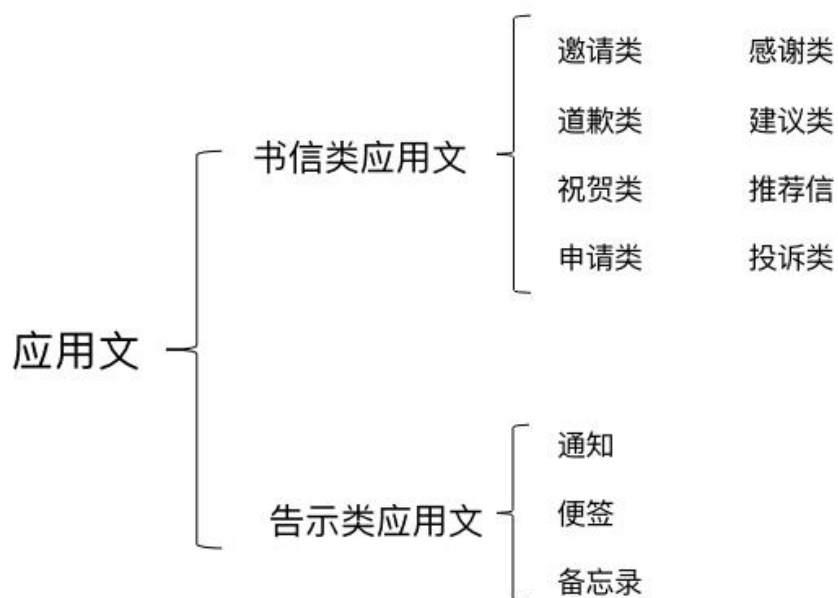 应用文
书信类应用文
邀请类 感谢类
道歉类 建议类
祝贺类 推荐信
申请类 投诉类
告示类应用文
通知
便签
备忘录